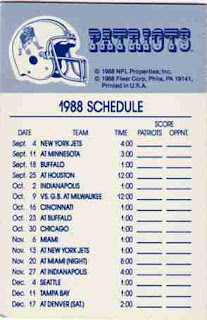 PATRIOTS
© 1988 NFL Properties, Inc.
© 1988 Fleer Corp. Phila, PA 19141,
Printed in U.S.A.
1988 SCHEDULE
SCORE
DATE TEAM TIME PATRIOTS OPPNT.
Sept. 4 NEW YORK JETS 4:00
Sept. 11 AT MINNESOTA 3:00
Sept. 18 BUFFALO 1:00
Sept. 25 AT HOUSTON 12:00
Oct. 2 INDIANAPOLIS 1:00
Oct. 9 VS. G.B. AT MILWAUKEE 12:00
Oct. 16 CINCINNATI 1:00
Oct. 23 AT BUFFALO 1:00
Oct. 30 CHICAGO 1:00
Nov. 6 MIAMI 1:00
Nov. 13 AT NEW YORK JETS 1:00
Nov. 20 AT MIAMI (NIGHT) 8:00
Nov. 27 AT INDIANAPOLIS 4:00
Dec. 4 SEATTLE 1:00
Dec. 11 TAMPA BAY 1:00
Dec. 17 AT DENVER (SAT.) 2:00